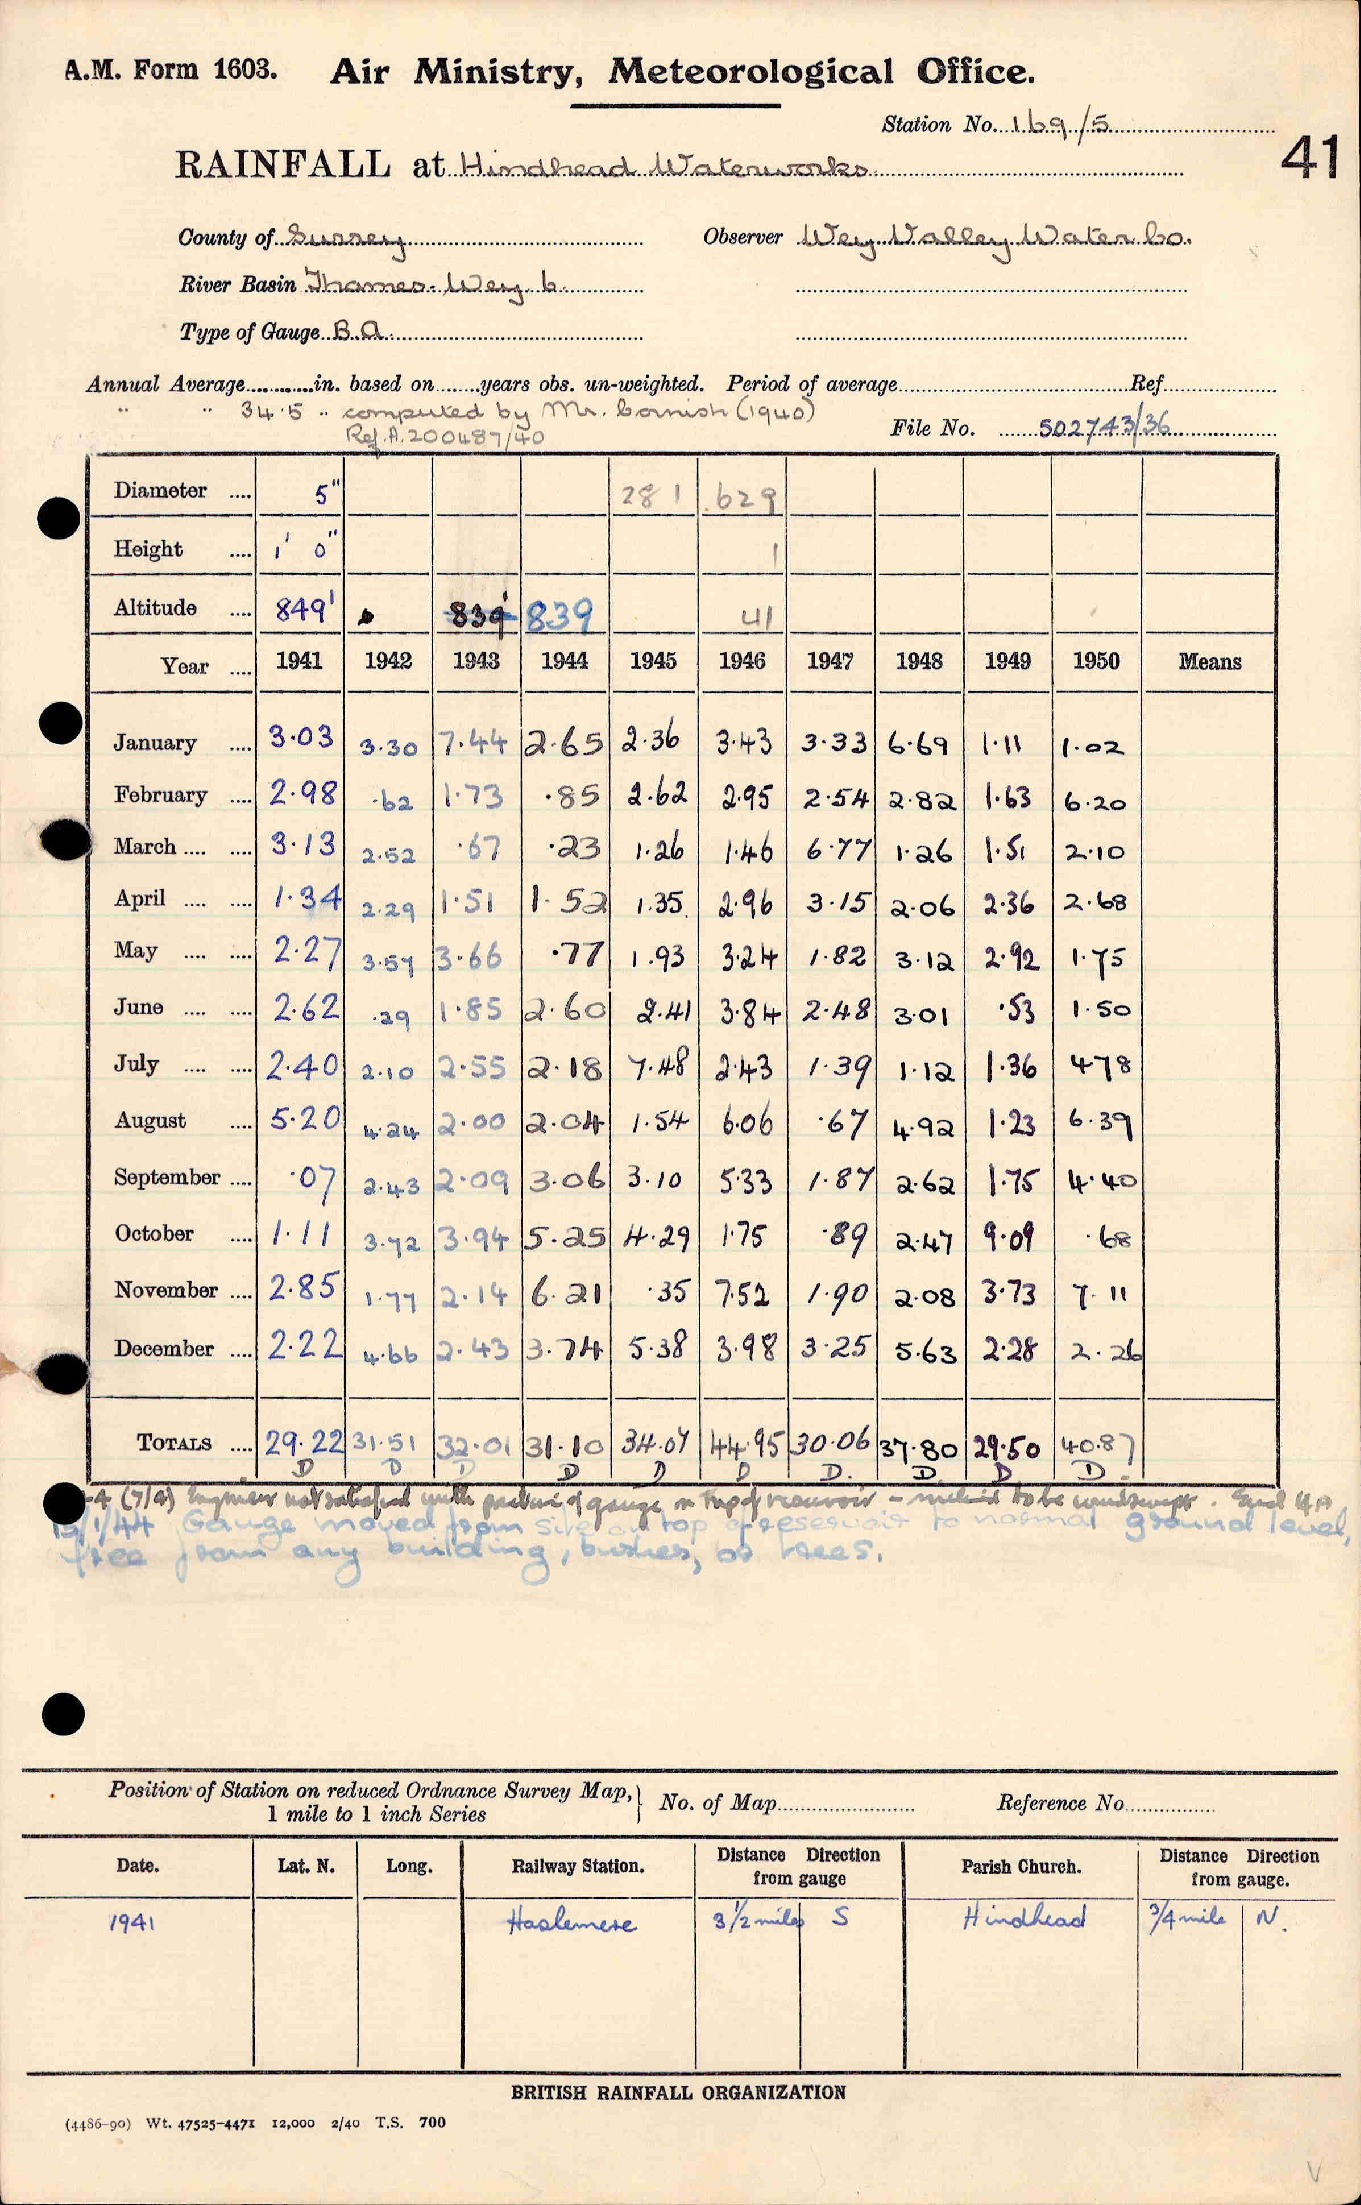 A.M. Form 1603. Air Ministry, Meteorological Office.
Station No. 169/5
41
RAINFALL at Hindhead Waterworks
County of Surrey Observer Wey Valley Water Co.
River Basin Thames. Wey b.
Type of Gauge B.A.
Annual Average............in. based on.......years obs. un-weighted. Period of average............Ref............
" " 34.5 " computed by Mr. Cornish (1940)
Ref. A.200487/40
File No. 502743/36
Diameter .... 5" 281 629
Height .... 1' 0" 1
Altitude .... 849' 839' 839 41
Year .... 1941 1942 1943 1944 1945 1946 1947 1948 1949 1950 Means
January .... 3.03 3.30 7.44 2.65 2.36 3.43 3.33 6.69 1.11 1.02
February .... 2.98 .62 1.73 .85 2.62 2.95 2.54 2.82 1.63 6.20
March .... .... 3.13 2.52 .67 .23 1.26 1.46 6.77 1.26 1.51 2.10
April .... .... 1.34 2.29 1.51 1.52 1.35 2.96 3.15 2.06 2.36 2.68
May .... .... 2.27 3.57 3.66 .77 1.93 3.24 1.82 3.12 2.92 1.75
June .... .... 2.62 .29 1.85 2.60 2.41 3.84 2.48 3.01 .53 1.50
July .... .... 2.40 2.10 2.55 2.18 7.48 2.43 1.39 1.12 1.36 4.78
August .... 5.20 4.24 2.00 2.04 1.54 6.06 .67 4.92 1.23 6.39
September .... .07 2.43 2.09 3.06 3.10 5.33 1.87 2.62 1.75 4.40
October .... 1.11 3.72 3.94 5.25 4.29 1.75 .89 2.47 9.09 .68
November .... 2.85 1.77 2.14 6.21 .35 7.52 1.90 2.08 3.73 7.11
December .... 2.22 4.66 2.43 3.74 5.38 3.98 3.25 5.63 2.28 2.26
TOTALS .... 29.22 31.51 32.01 31.10 34.07 44.95 30.06 37.80 29.50 40.87
D D D D D D D. D. D. D.
(7/4) Engineer not satisfied with position of gauge on top of reservoir - to be windswept.
13/1/44 Gauge moved from site on top of reservoir to normal ground level,
free from any building, bushes, or trees.
Position of Station on reduced Ordnance Survey Map, 1 mile to 1 inch Series } No. of Map............ Reference No............
Date. Lat. N. Long. Railway Station. Distance Direction from gauge Parish Church. Distance Direction from gauge.
1941 Haslemere 3 1/2 miles S Hindhead 3/4 mile N.
BRITISH RAINFALL ORGANIZATION
(4486-90) Wt. 47525-4471 12,000 2/40 T.S. 700
V